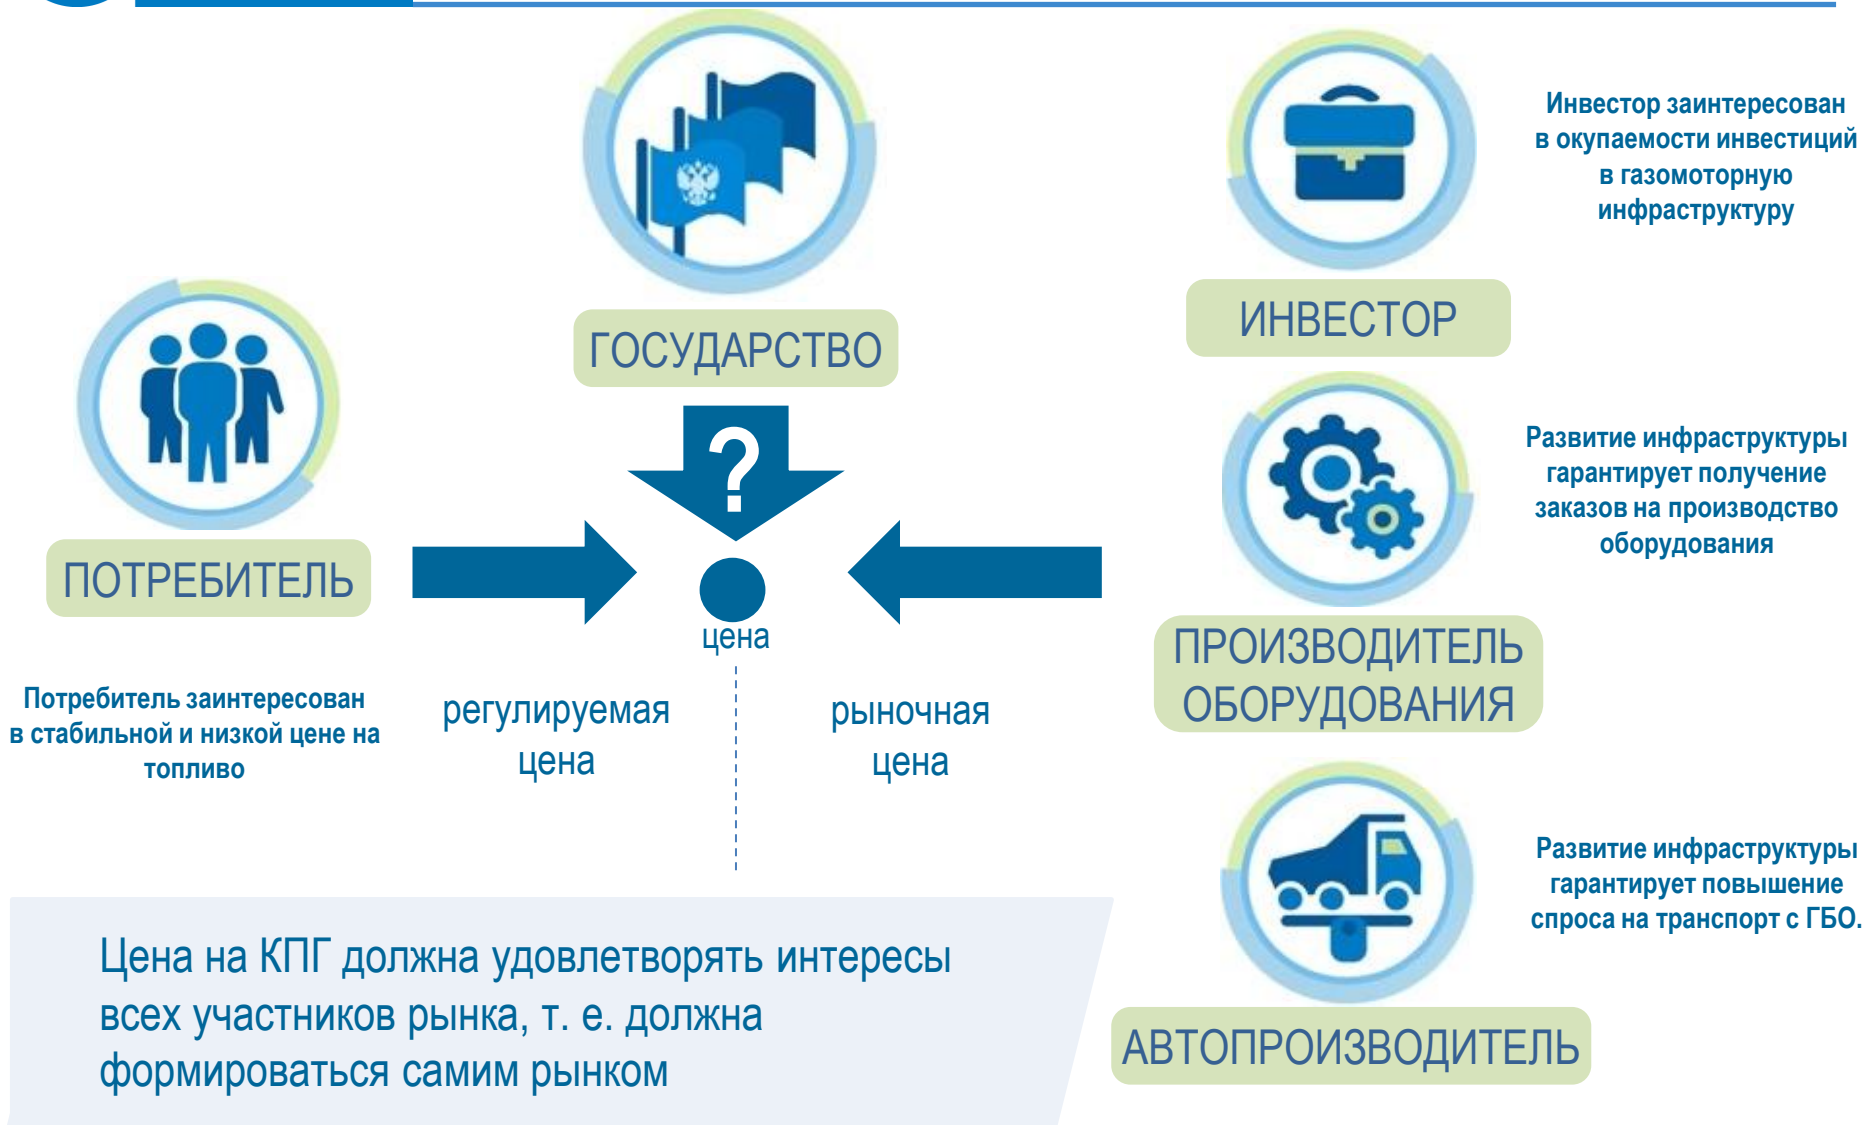 ГОСУДАРСТВО
?
ПОТРЕБИТЕЛЬ
Потребитель заинтересован
в стабильной и низкой цене на
топливо
цена
регулируемая
цена
рыночная
цена
ИНВЕСТОР
Инвестор заинтересован
в окупаемости инвестиций
в газомоторную
инфраструктуру
ПРОИЗВОДИТЕЛЬ
ОБОРУДОВАНИЯ
Развитие инфраструктуры
гарантирует получение
заказов на производство
оборудования
АВТОПРОИЗВОДИТЕЛЬ
Развитие инфраструктуры
гарантирует повышение
спроса на транспорт с ГБО.
Цена на КПГ должна удовлетворять интересы
всех участников рынка, т. е. должна
формироваться самим рынком